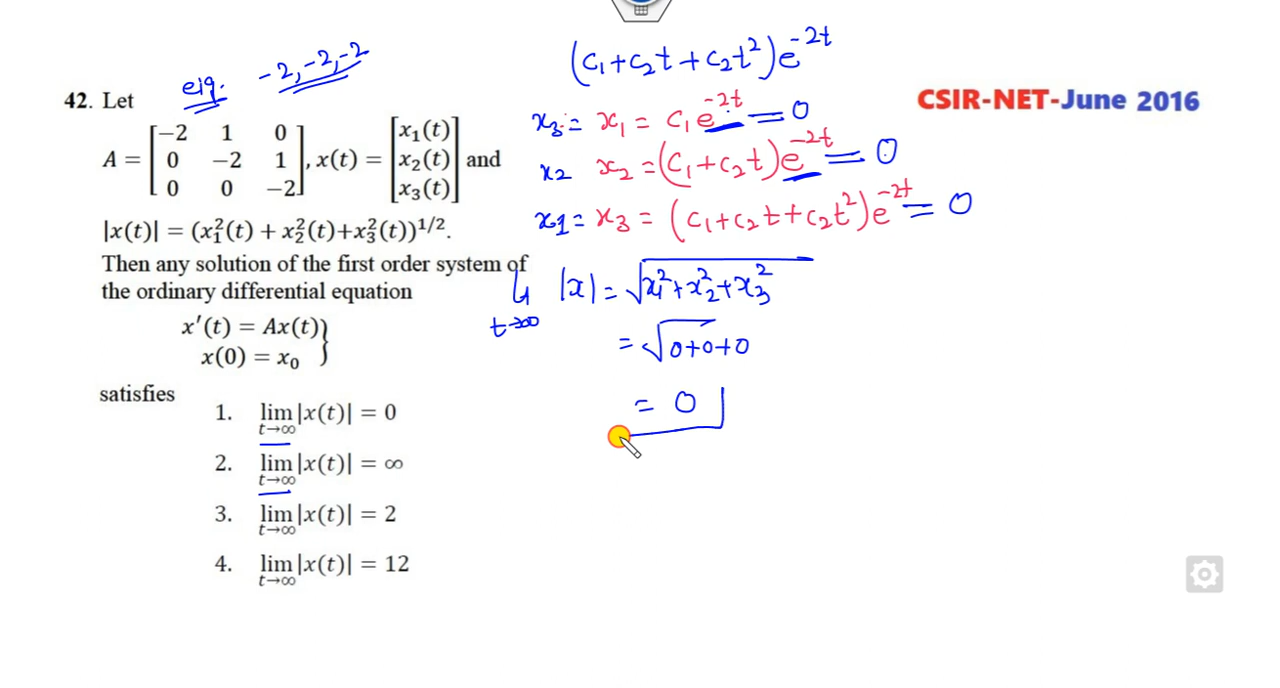 (c₁+c₂t+c₂t²)e⁻²ᵗ
eig. -2,-2,-2
CSIR-NET-June 2016
42. Let
A = [-2 1 0; 0 -2 1; 0 0 -2], x(t) = [x₁(t); x₂(t); x₃(t)] and
|x(t)| = (x₁²(t) + x₂²(t)+x₃²(t))¹/².
Then any solution of the first order system of
the ordinary differential equation
x′(t) = Ax(t)
x(0) = x₀ }
satisfies
1. lim t→∞ |x(t)| = 0
2. lim t→∞ |x(t)| = ∞
3. lim t→∞ |x(t)| = 2
4. lim t→∞ |x(t)| = 12
x₃ = x₁ = c₁e⁻²ᵗ = 0
x₂ x₂ = (c₁+c₂t)e⁻²ᵗ = 0
x1 = x₃ = (c₁+c₂t+c₂t²)e⁻²ᵗ = 0
Lt t→∞ |x| = √x₁²+x₂²+x₃²
= √0+0+0
= 0